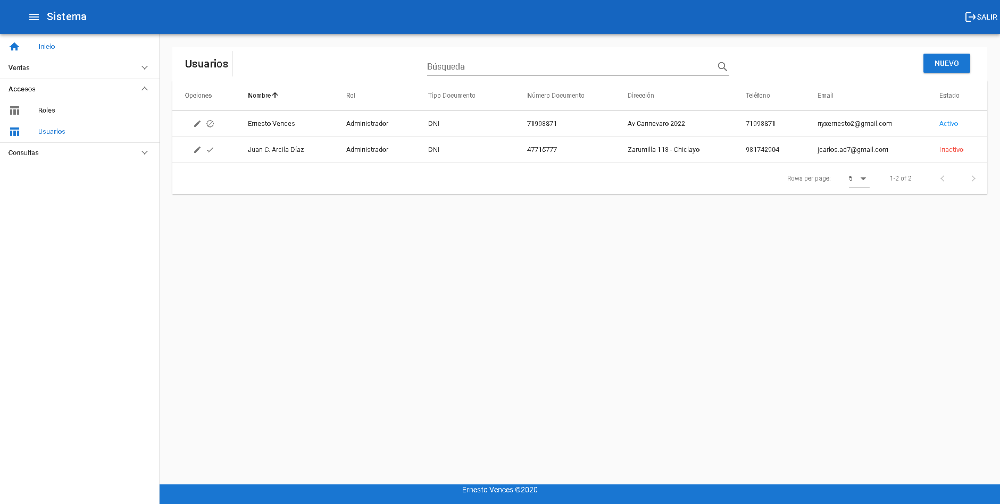 Sistema
SALIR
Inicio
Ventas
Accesos
Roles
Usuarios
Consultas
Usuarios
Búsqueda
NUEVO
Opciones Nombre Rol Tipo Documento Número Documento Dirección Teléfono Email Estado
Ernesto Vences Administrador DNI 71993871 Av Cannevaro 2022 71993871 nyxernesto2@gmail.com Activo
Juan C. Arcila Díaz Administrador DNI 47715777 Zarumilla 113 - Chiclayo 931742904 jcarlos.ad7@gmail.com Inactivo
Rows per page: 5 1-2 of 2
Ernesto Vences ©2020